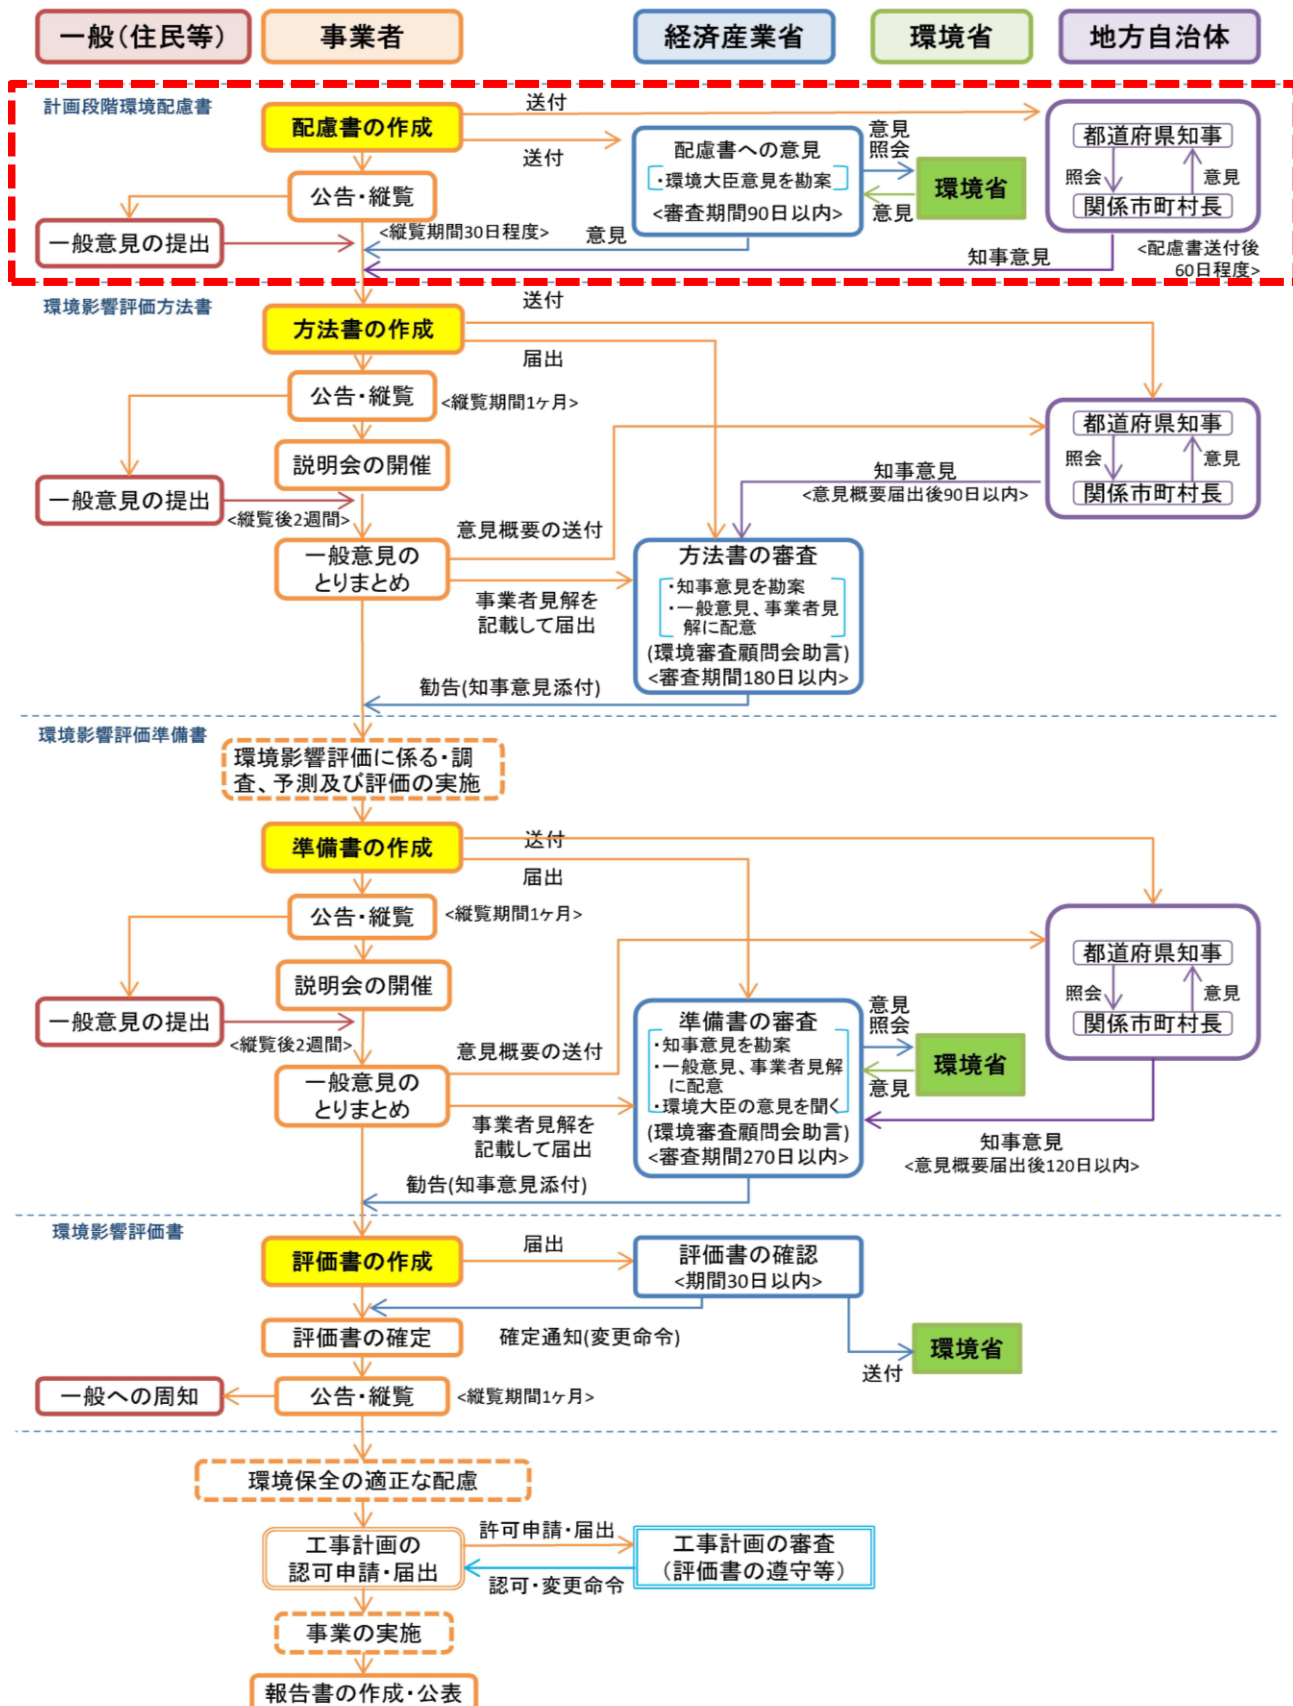 一般(住民等)
事業者
経済産業省
環境省
地方自治体
計画段階環境配慮書
配慮書の作成
送付
送付
公告・縦覧
<縦覧期間30日程度>
一般意見の提出
配慮書への意見
・環境大臣意見を勘案
<審査期間90日以内>
意見
意見
照会
意見
環境省
都道府県知事
照会
意見
関係市町村長
知事意見
<配慮書送付後
60日程度>
環境影響評価方法書
方法書の作成
送付
届出
公告・縦覧
<縦覧期間1ヶ月>
説明会の開催
一般意見の提出
<縦覧後2週間>
一般意見の
とりまとめ
意見概要の送付
事業者見解を
記載して届出
都道府県知事
照会
意見
関係市町村長
知事意見
<意見概要届出後90日以内>
方法書の審査
・知事意見を勘案
・一般意見、事業者見
解に配意
(環境審査顧問会助言)
<審査期間180日以内>
勧告(知事意見添付)
環境影響評価準備書
環境影響評価に係る・調
査、予測及び評価の実施
準備書の作成
送付
届出
公告・縦覧
<縦覧期間1ヶ月>
説明会の開催
一般意見の提出
<縦覧後2週間>
一般意見の
とりまとめ
意見概要の送付
事業者見解を
記載して届出
準備書の審査
・知事意見を勘案
・一般意見、事業者見解
に配意
・環境大臣の意見を聞く
(環境審査顧問会助言)
<審査期間270日以内>
意見
照会
意見
環境省
都道府県知事
照会
意見
関係市町村長
知事意見
<意見概要届出後120日以内>
勧告(知事意見添付)
環境影響評価書
評価書の作成
届出
評価書の確認
<期間30日以内>
確定通知(変更命令)
評価書の確定
送付
環境省
一般への周知
公告・縦覧
<縦覧期間1ヶ月>
環境保全の適正な配慮
工事計画の
認可申請・届出
許可申請・届出
認可・変更命令
工事計画の審査
(評価書の遵守等)
事業の実施
報告書の作成・公表